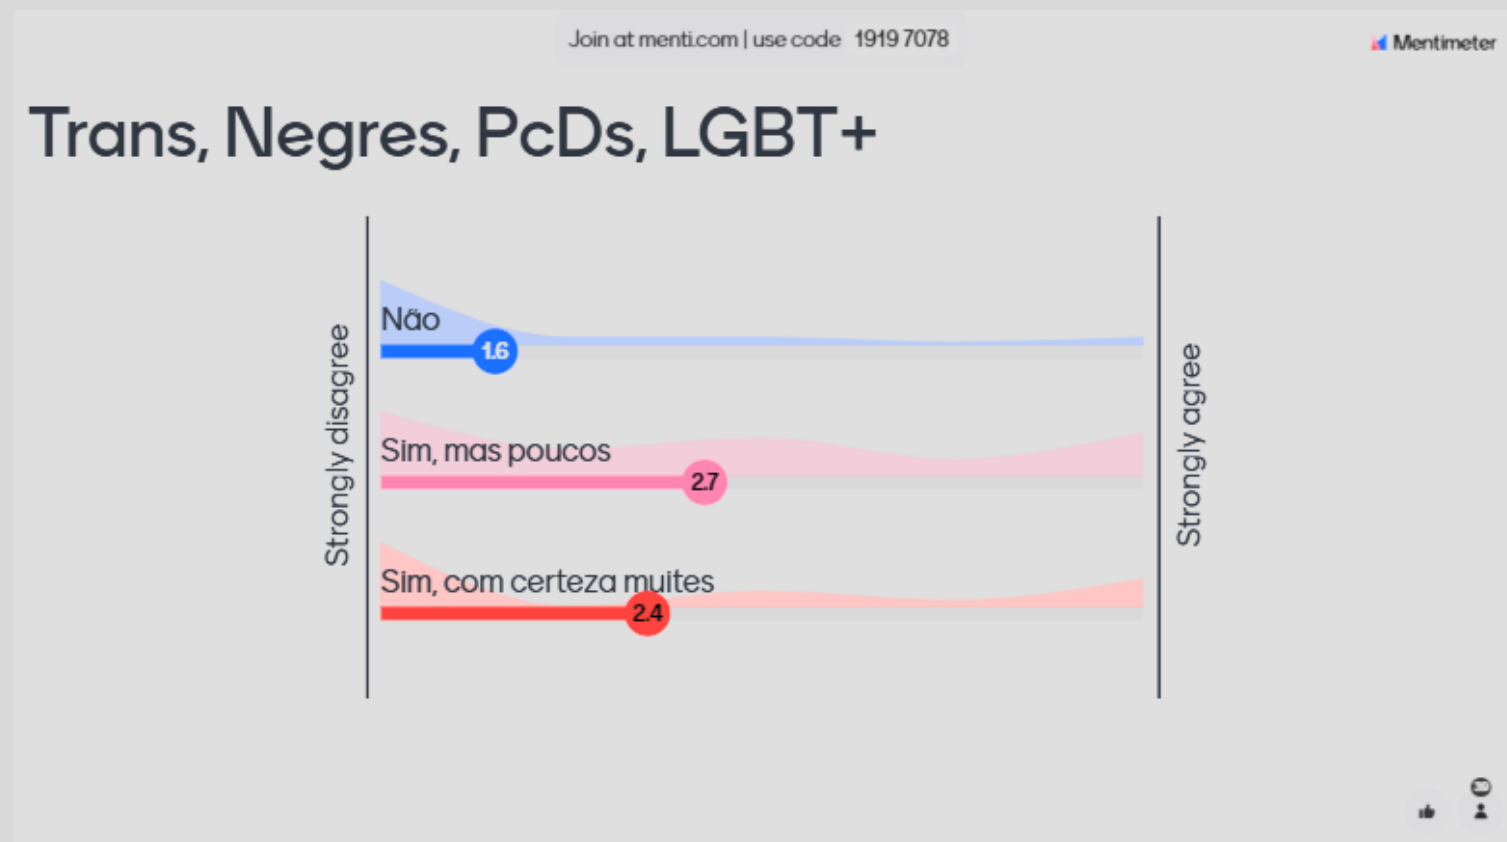 Join at menti.com | use code 1919 7078
Mentimeter
Trans, Negres, PcDs, LGBT+
Strongly disagree
Não
1.6
Sim, mas poucos
2.7
Sim, com certeza muites
2.4
Strongly agree